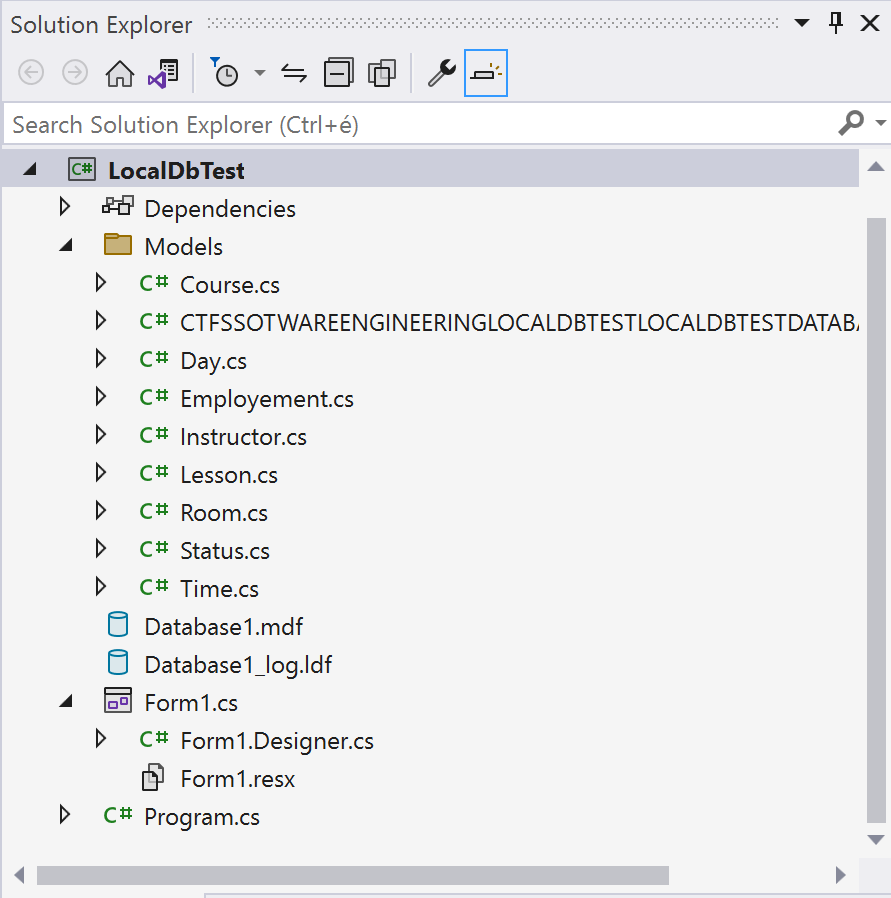 Solution Explorer
Search Solution Explorer (Ctrl+é)
C# LocalDbTest
Dependencies
Models
C# Course.cs
C# CTFSSOTWAREENGINEERINGLOCALDBTESTLOCALDBTESTDATABA
C# Day.cs
C# Employement.cs
C# Instructor.cs
C# Lesson.cs
C# Room.cs
C# Status.cs
C# Time.cs
Database1.mdf
Database1_log.ldf
Form1.cs
C# Form1.Designer.cs
Form1.resx
C# Program.cs